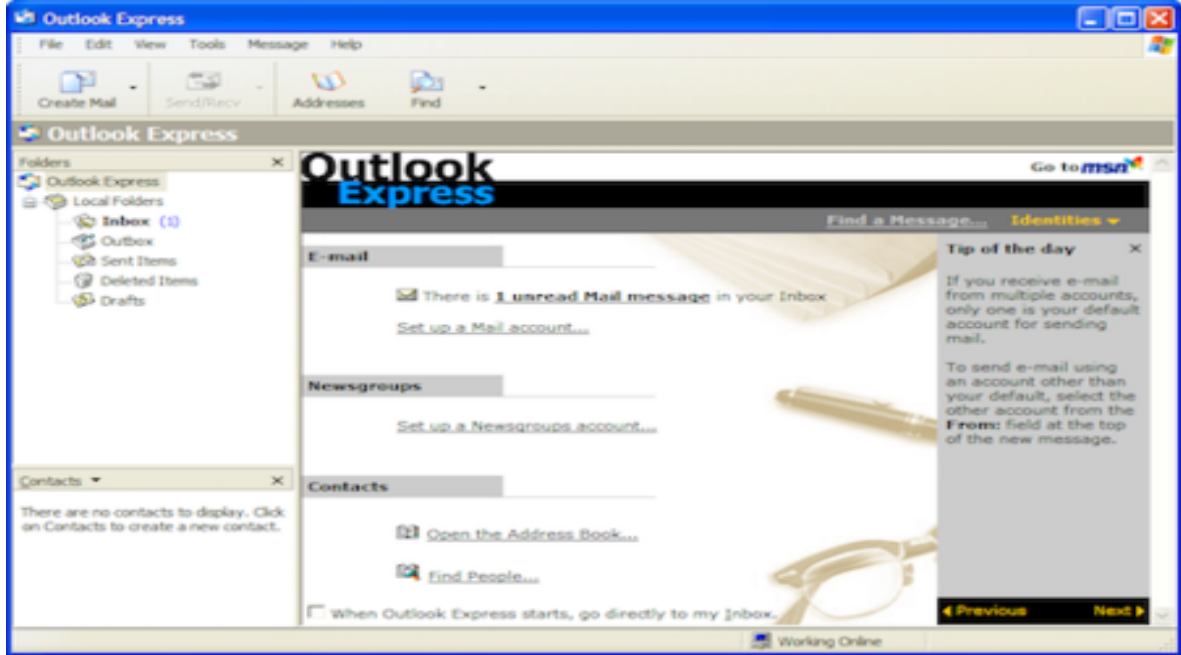 Outlook Express
File Edit View Tools Message Help
Create Mail Send/Recv Addresses Find
Outlook Express
Folders
Outlook Express
Local Folders
Inbox (1)
Outbox
Sent Items
Deleted Items
Drafts
Contacts
There are no contacts to display. Click
on Contacts to create a new contact.
Outlook
Express
Go to msn
Find a Message... Identities
E-mail
There is 1 unread Mail message in your Inbox
Set up a Mail account...
Newsgroups
Set up a Newsgroups account...
Contacts
Open the Address Book...
Find People...
When Outlook Express starts, go directly to my Inbox.
Tip of the day
If you receive e-mail
from multiple accounts,
only one is your default
account for sending
mail.
To send e-mail using
an account other than
your default, select the
other account from the
From: field at the top
of the new message.
Previous Next
Working Online